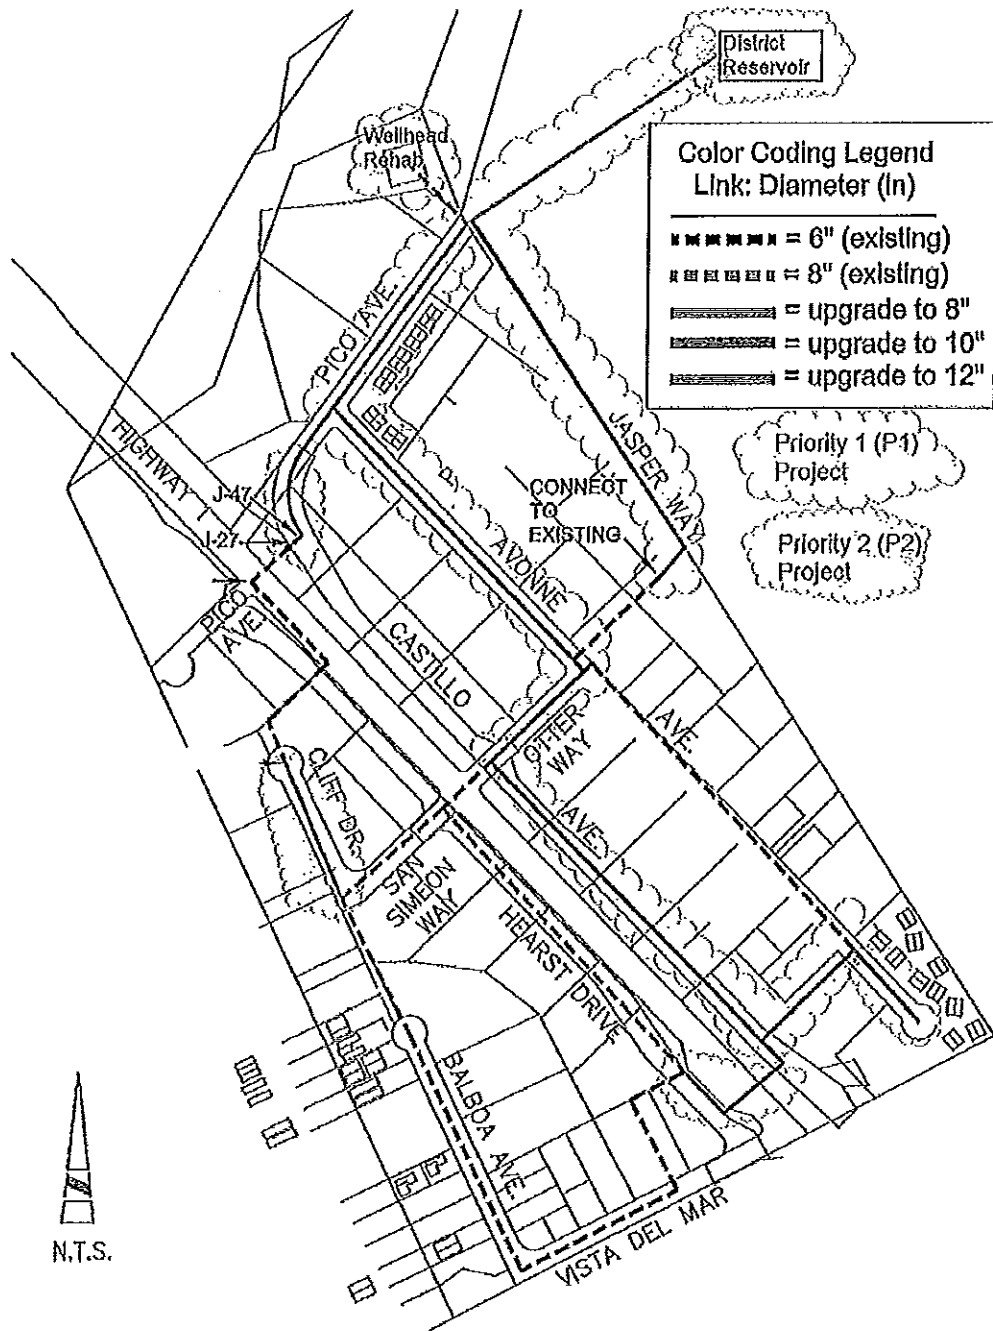 District
Reservoir
Wellhead
Rehab
Color Coding Legend
Link: Diameter (in)
= 6" (existing)
= 8" (existing)
= upgrade to 8"
= upgrade to 10"
= upgrade to 12"
Priority 1 (P1)
Project
Priority 2 (P2)
Project
PICO AVE.
JASPER WAY
HIGHWAY 1
J-47
J-27
CONNECT
TO
EXISTING
AVONNE
AVE.
PICO
AVE
CASTILLO
AVE.
OTTER
WAY
CLIFF DR.
SAN
SIMEON
WAY
HEARST DRIVE
BALBOA AVE.
VISTA DEL MAR
N.T.S.